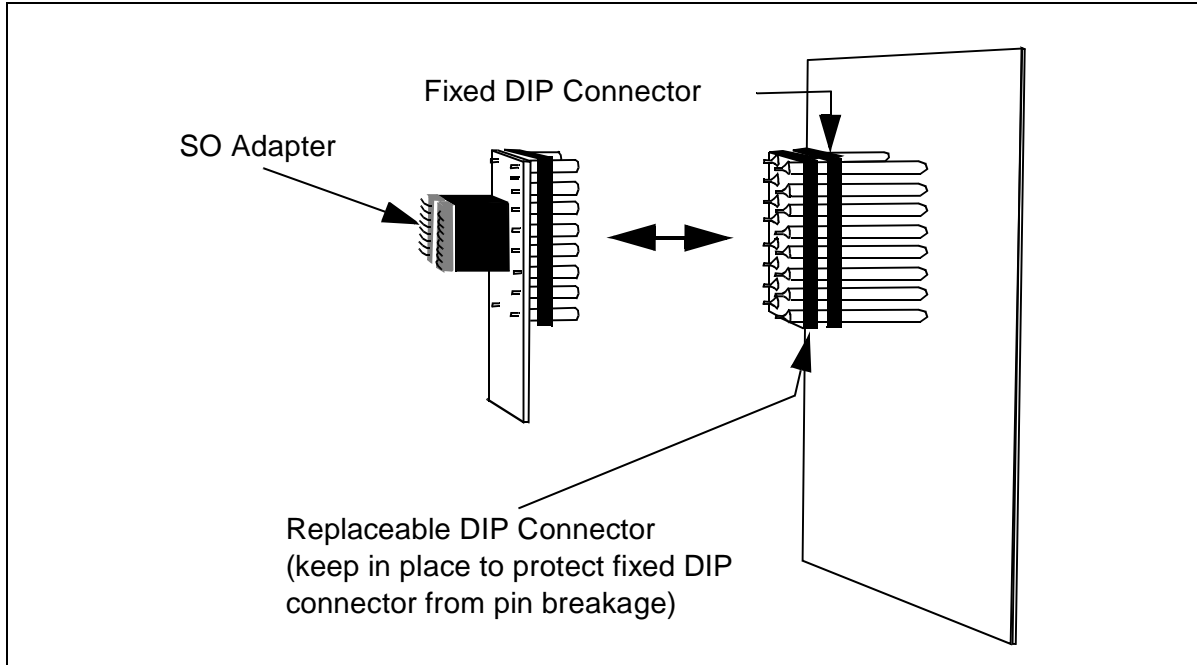 Fixed DIP Connector
SO Adapter
Replaceable DIP Connector
(keep in place to protect fixed DIP
connector from pin breakage)